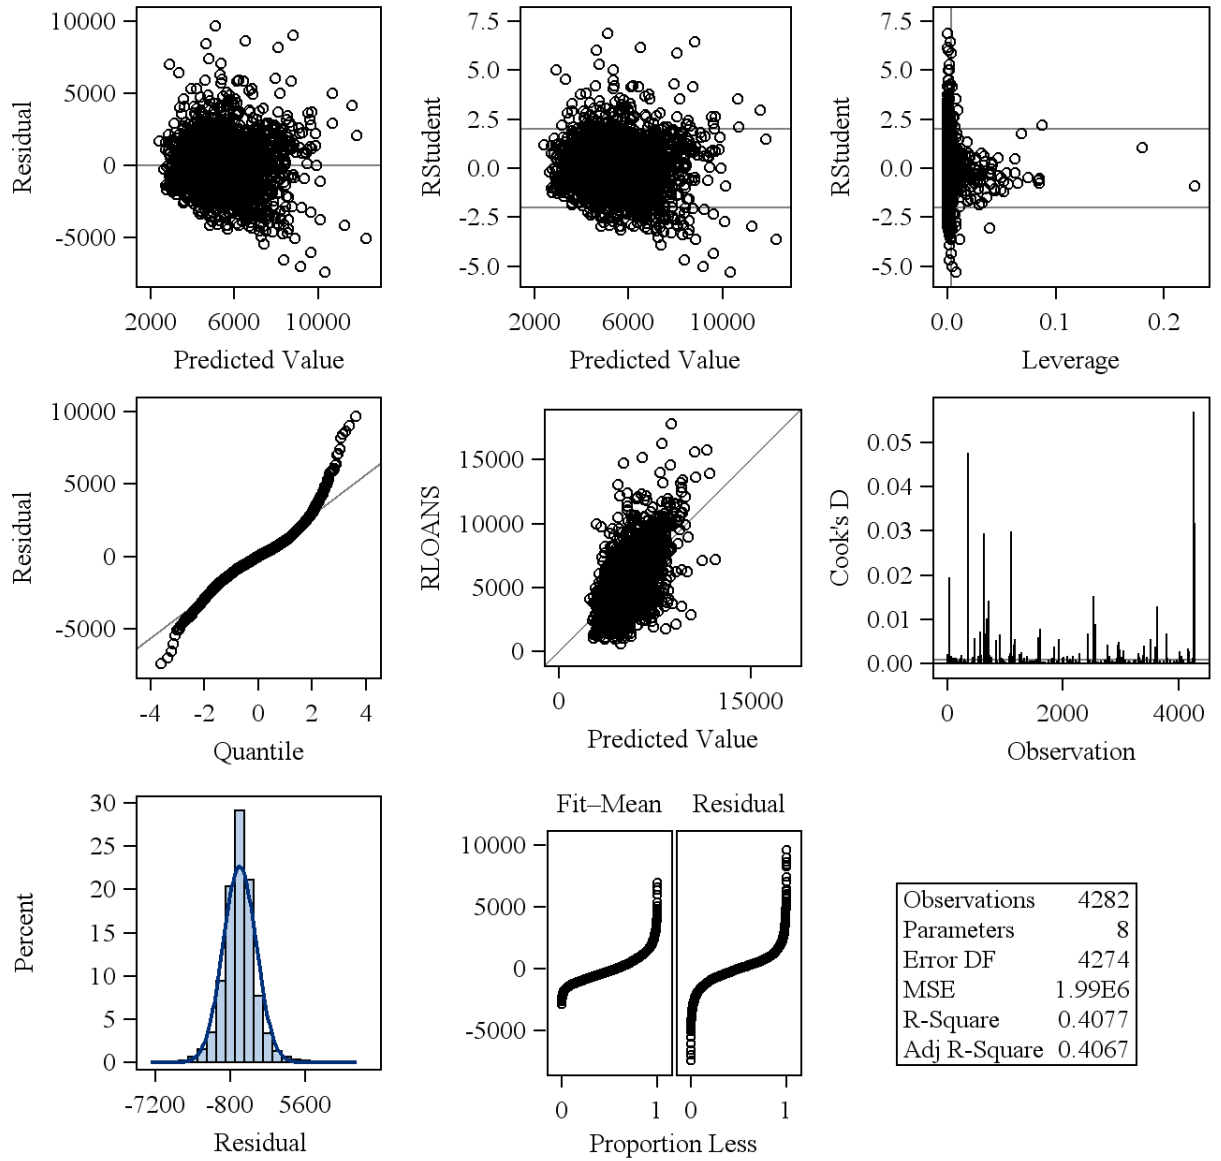 10000
5000
0
-5000
Residual
2000 6000 10000
Predicted Value
7.5
5.0
2.5
0.0
-2.5
-5.0
RStudent
2000 6000 10000
Predicted Value
7.5
5.0
2.5
0.0
-2.5
-5.0
RStudent
0.0 0.1 0.2
Leverage
10000
5000
0
-5000
Residual
-4 -2 0 2 4
Quantile
15000
10000
5000
0
RLOANS
0 15000
Predicted Value
0.05
0.04
0.03
0.02
0.01
0.00
Cook's D
0 2000 4000
Observation
30
25
20
15
10
5
0
Percent
-7200 -800 5600
Residual
Fit–Mean Residual
10000
5000
0
-5000
0 1 0 1
Proportion Less
Observations 4282
Parameters 8
Error DF 4274
MSE 1.99E6
R-Square 0.4077
Adj R-Square 0.4067